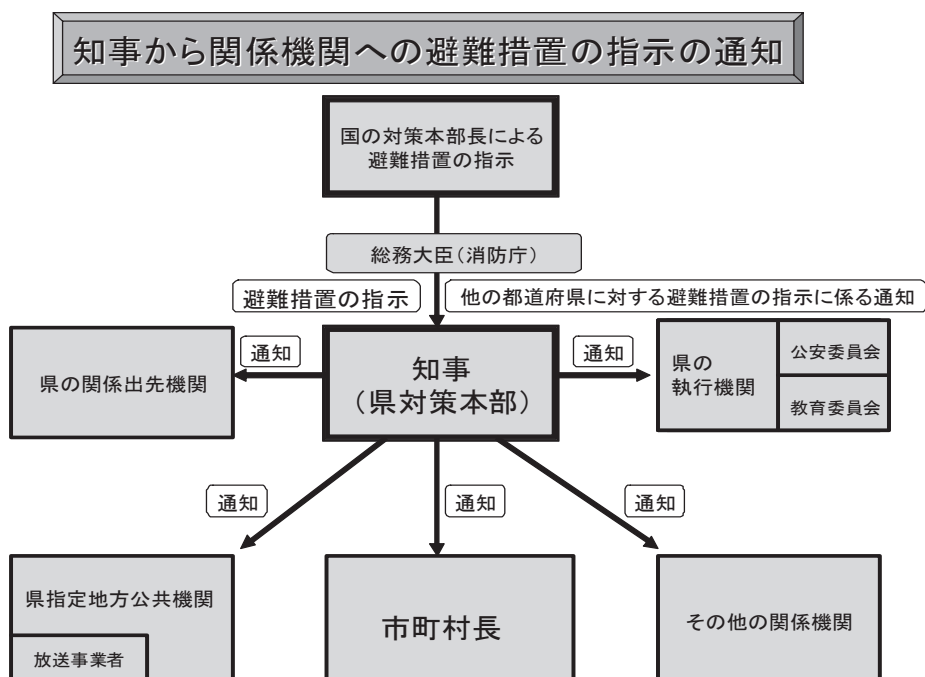 知事から関係機関への避難措置の指示の通知
国の対策本部長による
避難措置の指示
総務大臣(消防庁)
避難措置の指示
他の都道府県に対する避難措置の指示に係る通知
県の関係出先機関
通知
知事
(県対策本部)
通知
県の
執行機関
公安委員会
教育委員会
通知
通知
通知
県指定地方公共機関
放送事業者
市町村長
その他の関係機関